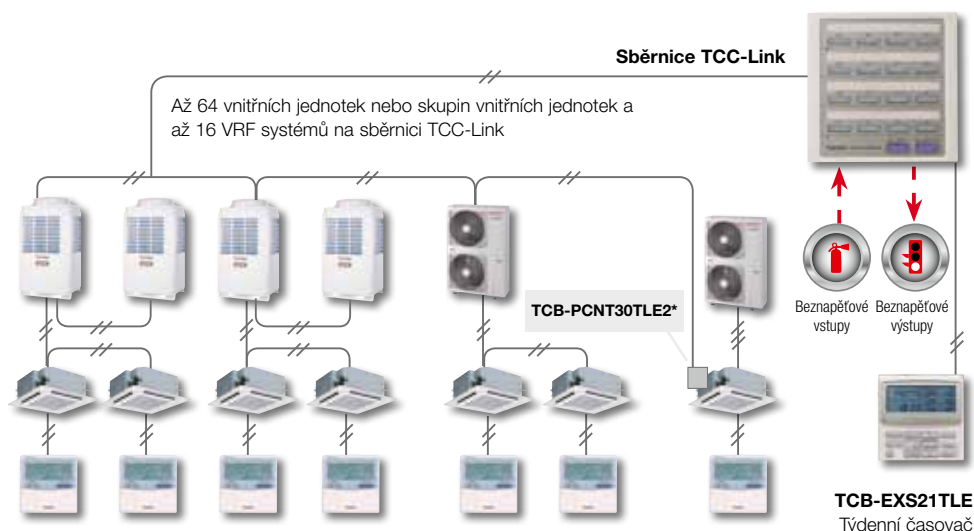 Sběrnice TCC-Link
Až 64 vnitřních jednotek nebo skupin vnitřních jednotek a
až 16 VRF systémů na sběrnici TCC-Link
TCB-PCNT30TLE2*
Beznapěťové
vstupy
Beznapěťové
výstupy
TCB-EXS21TLE
Týdenní časovač